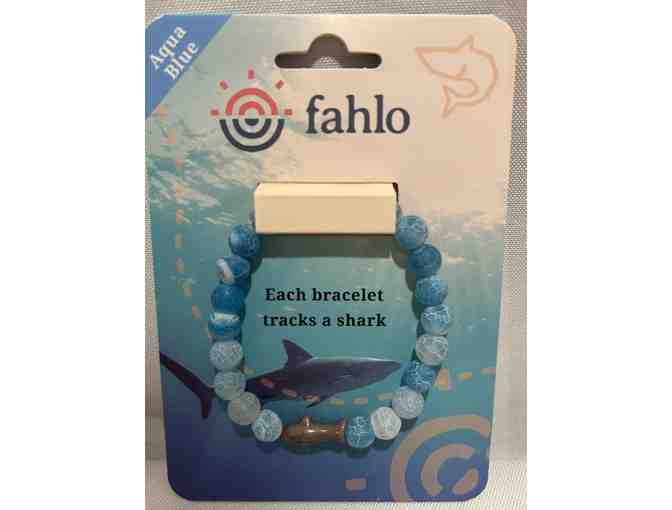 Aqua
Blue
fahlo
Each bracelet
tracks a shark